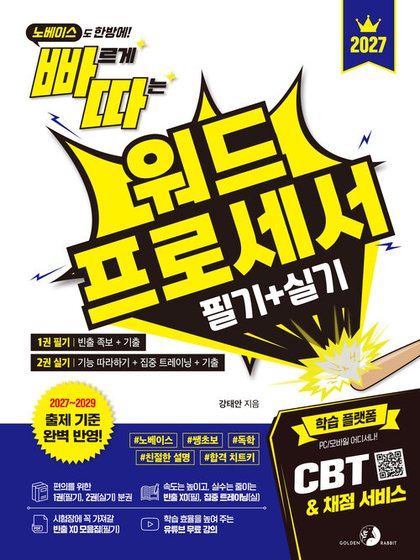 노베이스도 한방에!
빠르게
따는
2027
워드
프로세서
필기+실기
1권 필기 | 빈출 족보 + 기출
2권 실기 | 기능 따라하기 + 집중 트레이닝 + 기출
강태안 지음
2027~2029
출제 기준
완벽 반영!
#노베이스 #쌩초보 #독학
#친절한 설명 #합격 치트키
학습 플랫폼
PC/모바일 어디서나!
CBT
& 채점 서비스
편의를 위한
1권(필기), 2권(실기) 분권
속도는 높이고, 실수는 줄이는
빈출 XO(필), 집중 트레이닝(실)
시험장에 꼭 가져갈
빈출 XO 모음집(필기)
학습 효율을 높여 주는
유튜브 무료 강의
PDF
GOLDEN RABBIT